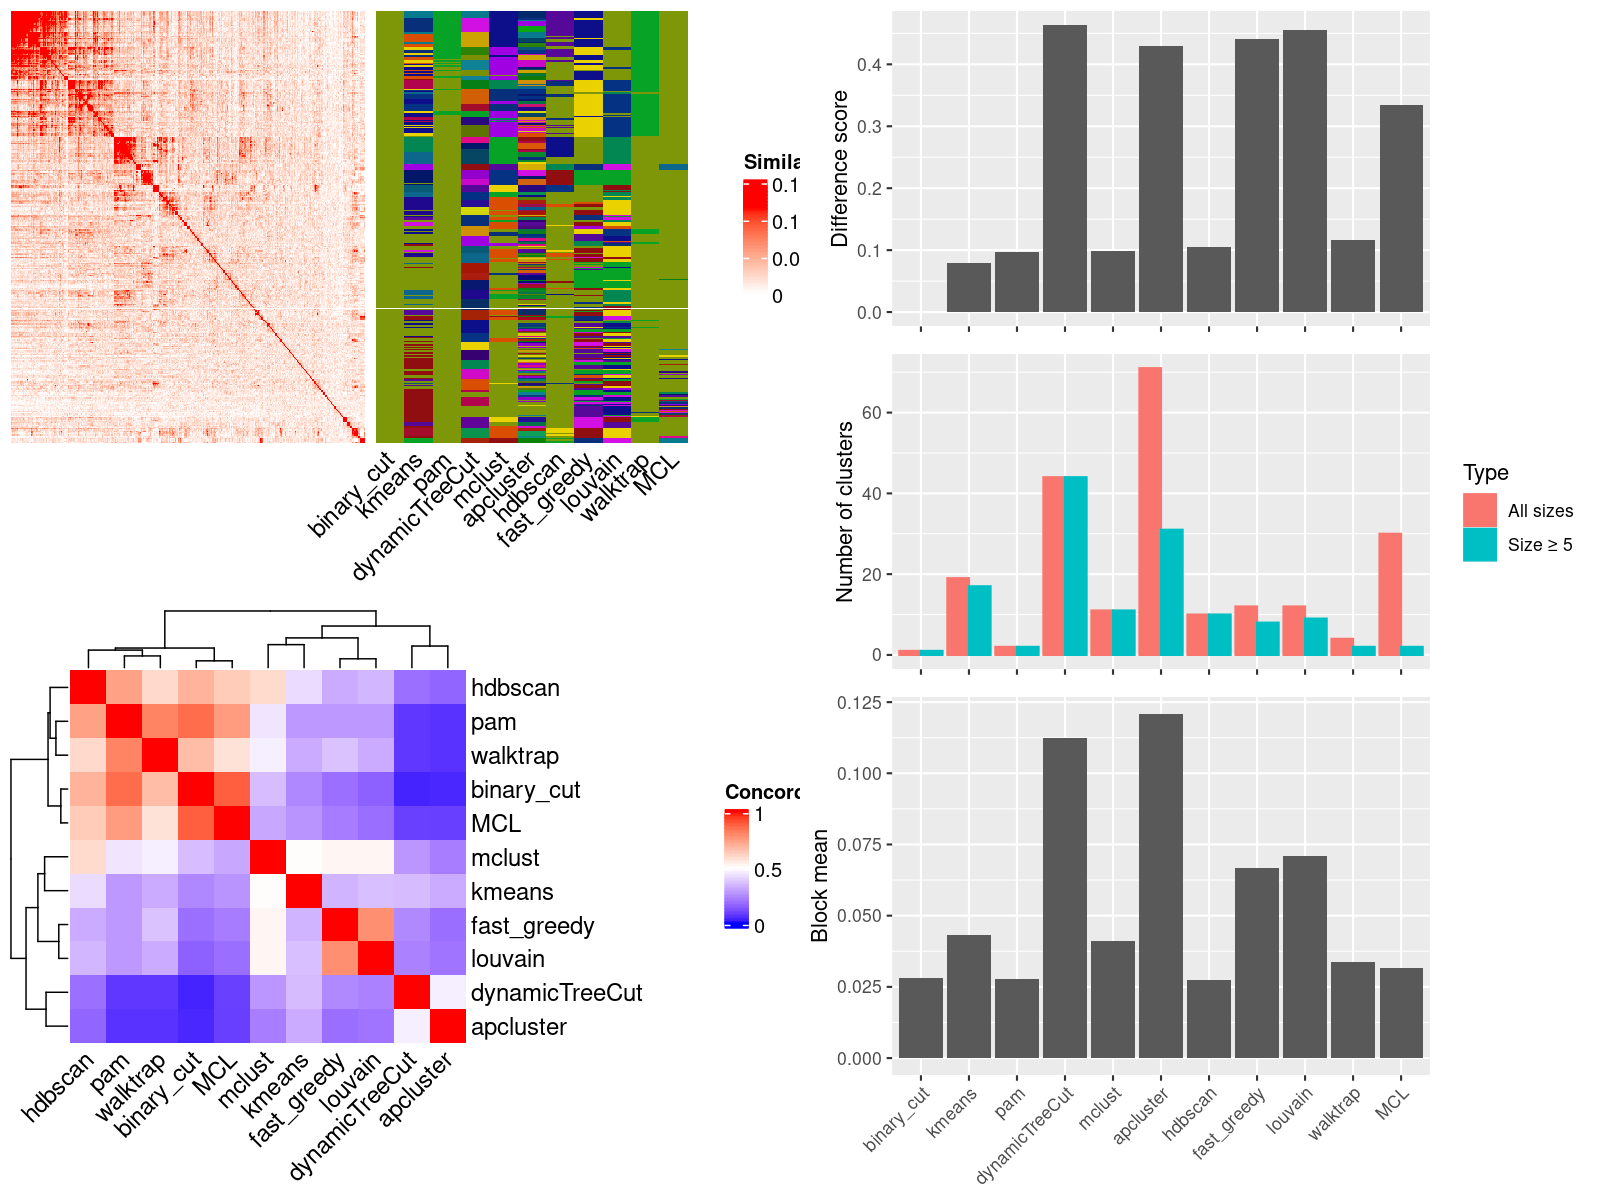 Simila
0.1
0.1
0.0
0
binary_cut
kmeans
pam
dynamicTreeCut
mclust
apcluster
hdbscan
fast_greedy
louvain
walktrap
MCL
hdbscan
pam
walktrap
binary_cut
MCL
mclust
kmeans
fast_greedy
louvain
dynamicTreeCut
apcluster
hdbscan
pam
walktrap
binary_cut
MCL
mclust
kmeans
fast_greedy
louvain
dynamicTreeCut
apcluster
Concord
1
0.5
0
Difference score
0.4
0.3
0.2
0.1
0.0
Number of clusters
60
40
20
0
Type
All sizes
Size ≥ 5
Block mean
0.125
0.100
0.075
0.050
0.025
0.000
binary_cut
kmeans
pam
dynamicTreeCut
mclust
apcluster
hdbscan
fast_greedy
louvain
walktrap
MCL